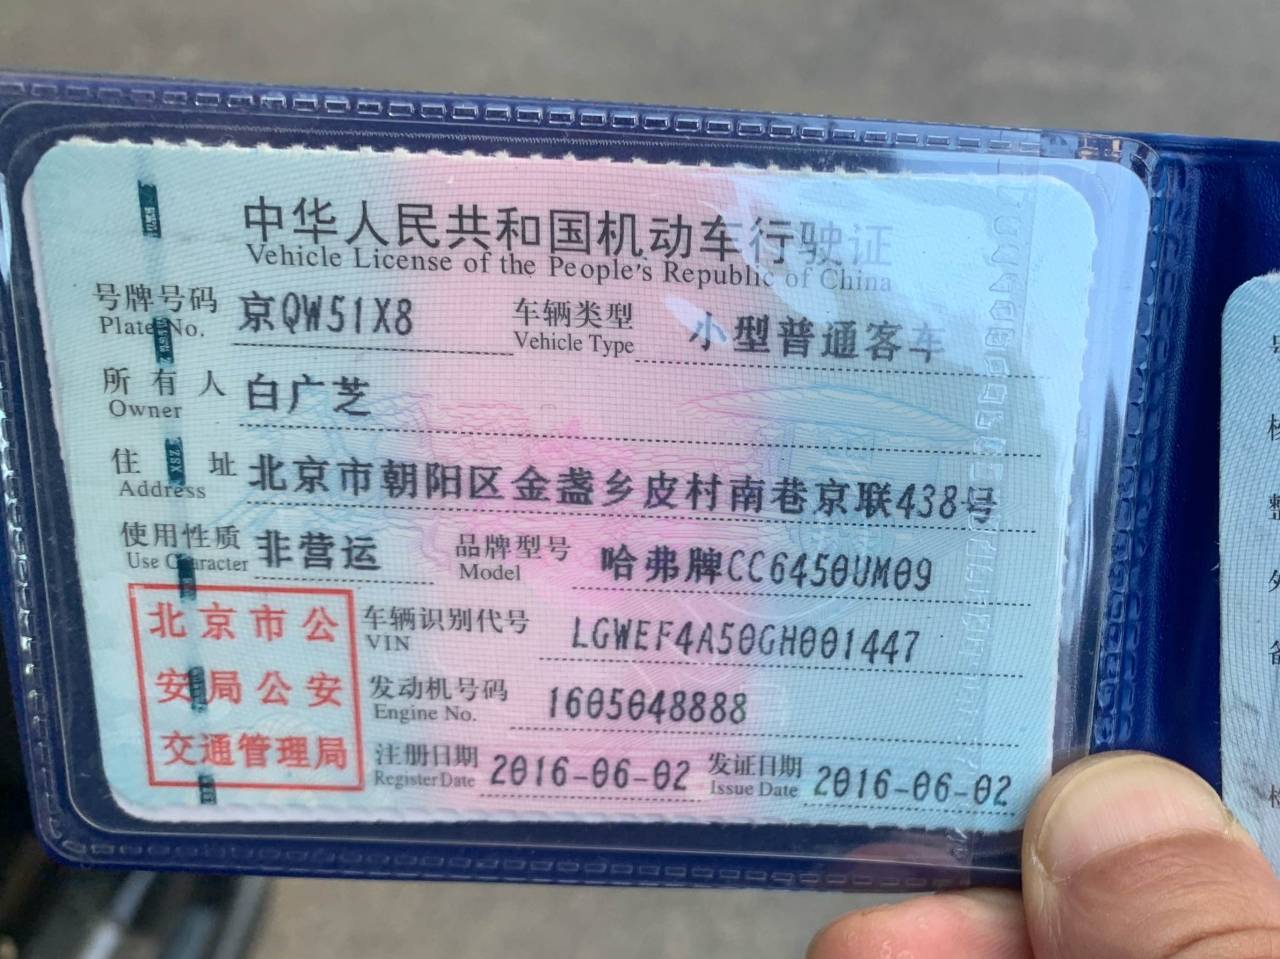 中华人民共和国机动车行驶证
Vehicle License of the People's Republic of China
号牌号码 京QW51X8 车辆类型 小型普通客车
Plate No. Vehicle Type
所有人 白广芝
Owner
住址 北京市朝阳区金盏乡皮村南巷京联438号
Address
使用性质 非营运 品牌型号 哈弗牌CC6450UM09
Use Character Model
北京市公
安局公安
交通管理局
车辆识别代号 LGWEF4A50GH001447
VIN
发动机号码 1605048888
Engine No.
注册日期 2016-06-02 发证日期 2016-06-02
Register Date Issue Date